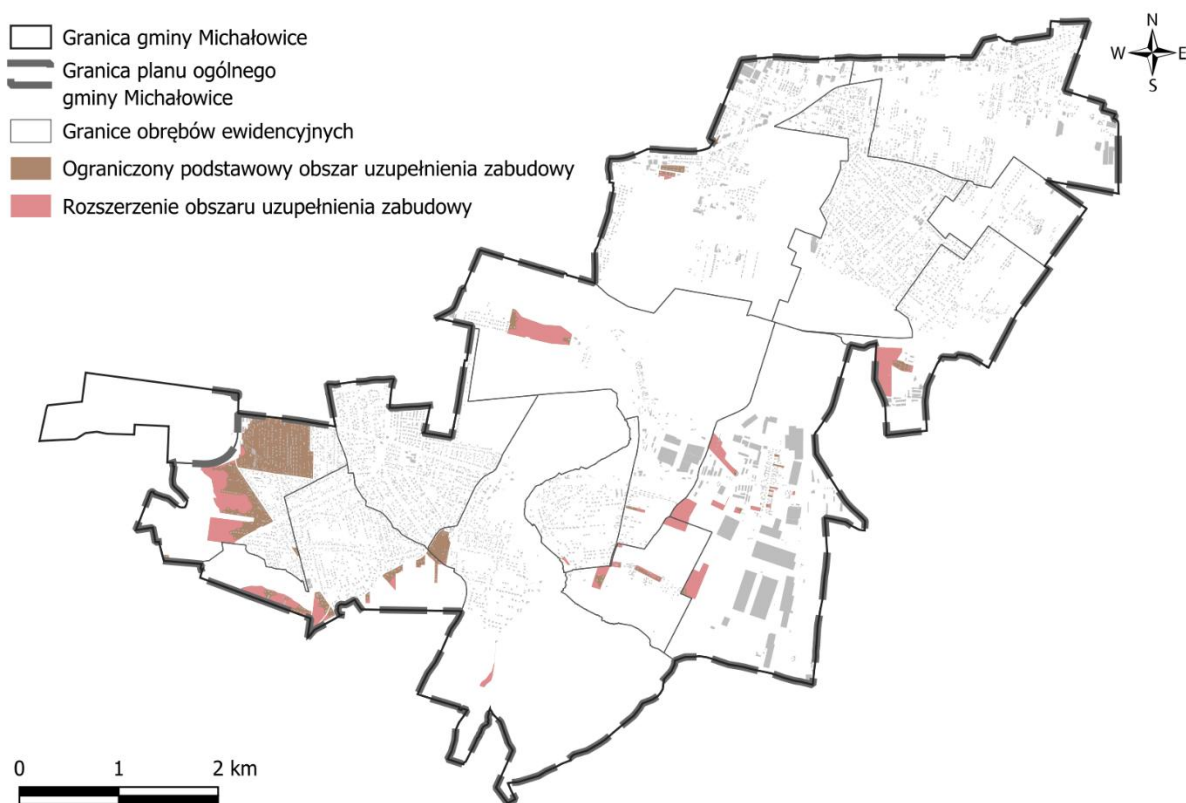 Granica gminy Michałowice
Granica planu ogólnego
gminy Michałowice
Granice obrębów ewidencyjnych
Ograniczony podstawowy obszar uzupełnienia zabudowy
Rozszerzenie obszaru uzupełnienia zabudowy
N
W E
S
0 1 2 km